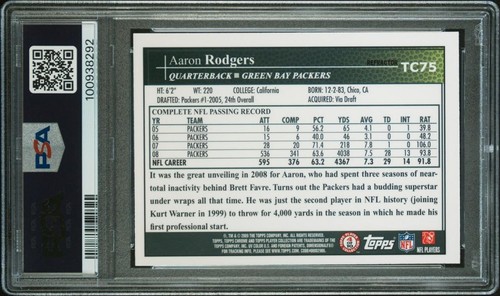 PSA
100938292
Aaron Rodgers
REFRACTOR
TC75
QUARTERBACK GREEN BAY PACKERS
HT: 6'2" WT: 220 COLLEGE: California BORN: 12-2-83, Chico, CA
DRAFTED: Packers #1-2005, 24th Overall ACQUIRED: Via Draft
COMPLETE NFL PASSING RECORD
YR TEAM ATT COMP PCT YDS AVG TD INT RAT
05 PACKERS 16 9 56.2 65 4.1 0 1 39.8
06 PACKERS 15 6 40.0 46 3.1 0 0 48.2
07 PACKERS 28 20 71.4 218 7.8 1 0 106.0
08 PACKERS 536 341 63.6 4038 7.5 28 13 93.8
NFL CAREER 595 376 63.2 4367 7.3 29 14 91.8
It was the great unveiling in 2008 for Aaron, who had spent three seasons of near-
total inactivity behind Brett Favre. Turns out the Packers had a budding superstar
under wraps all that time. He was just the second player in NFL history (joining
Kurt Warner in 1999) to throw for 4,000 yards in the season in which he made his
first professional start.
Topps
NFL
NFL PLAYERS